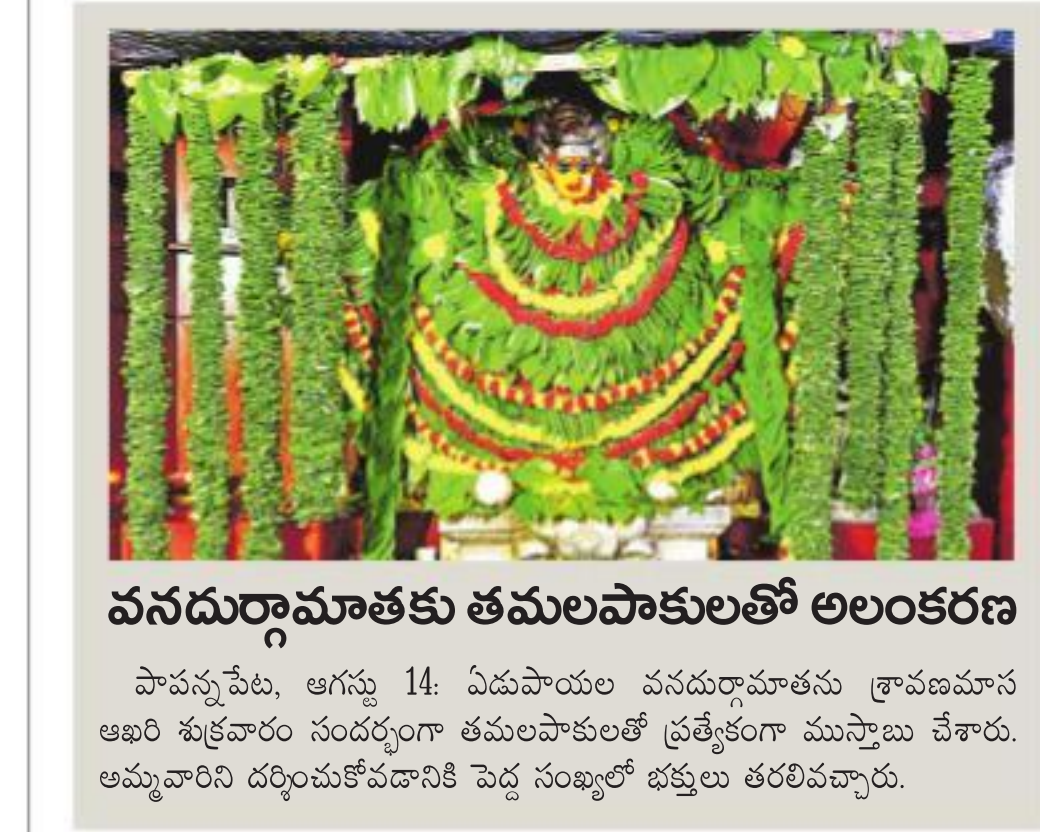 వనదుర్గామాతకు తమలపాకులతో అలంకరణ
పాపన్నపేట, ఆగస్టు 14: ఏడుపాయల వనదుర్గామాతను శ్రావణమాస
ఆఖరి శుక్రవారం సందర్భంగా తమలపాకులతో ప్రత్యేకంగా ముస్తాబు చేశారు.
అమ్మవారిని దర్శించుకోవడానికి పెద్ద సంఖ్యలో భక్తులు తరలివచ్చారు.